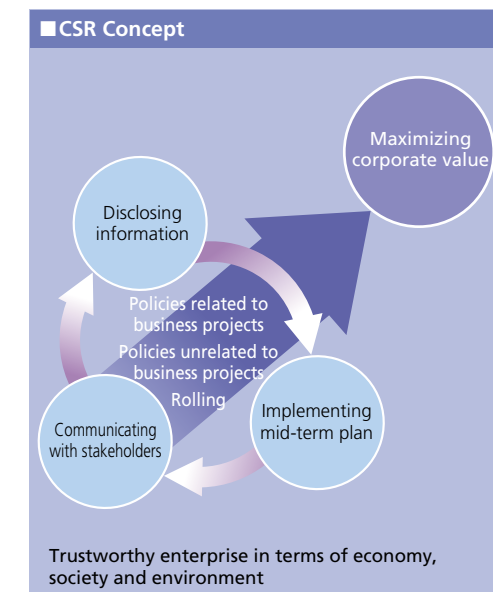 ■CSR Concept
Maximizing
corporate value
Disclosing
information
Policies related to
business projects
Policies unrelated to
business projects
Rolling
Implementing
mid-term plan
Communicating
with stakeholders
Trustworthy enterprise in terms of economy,
society and environment